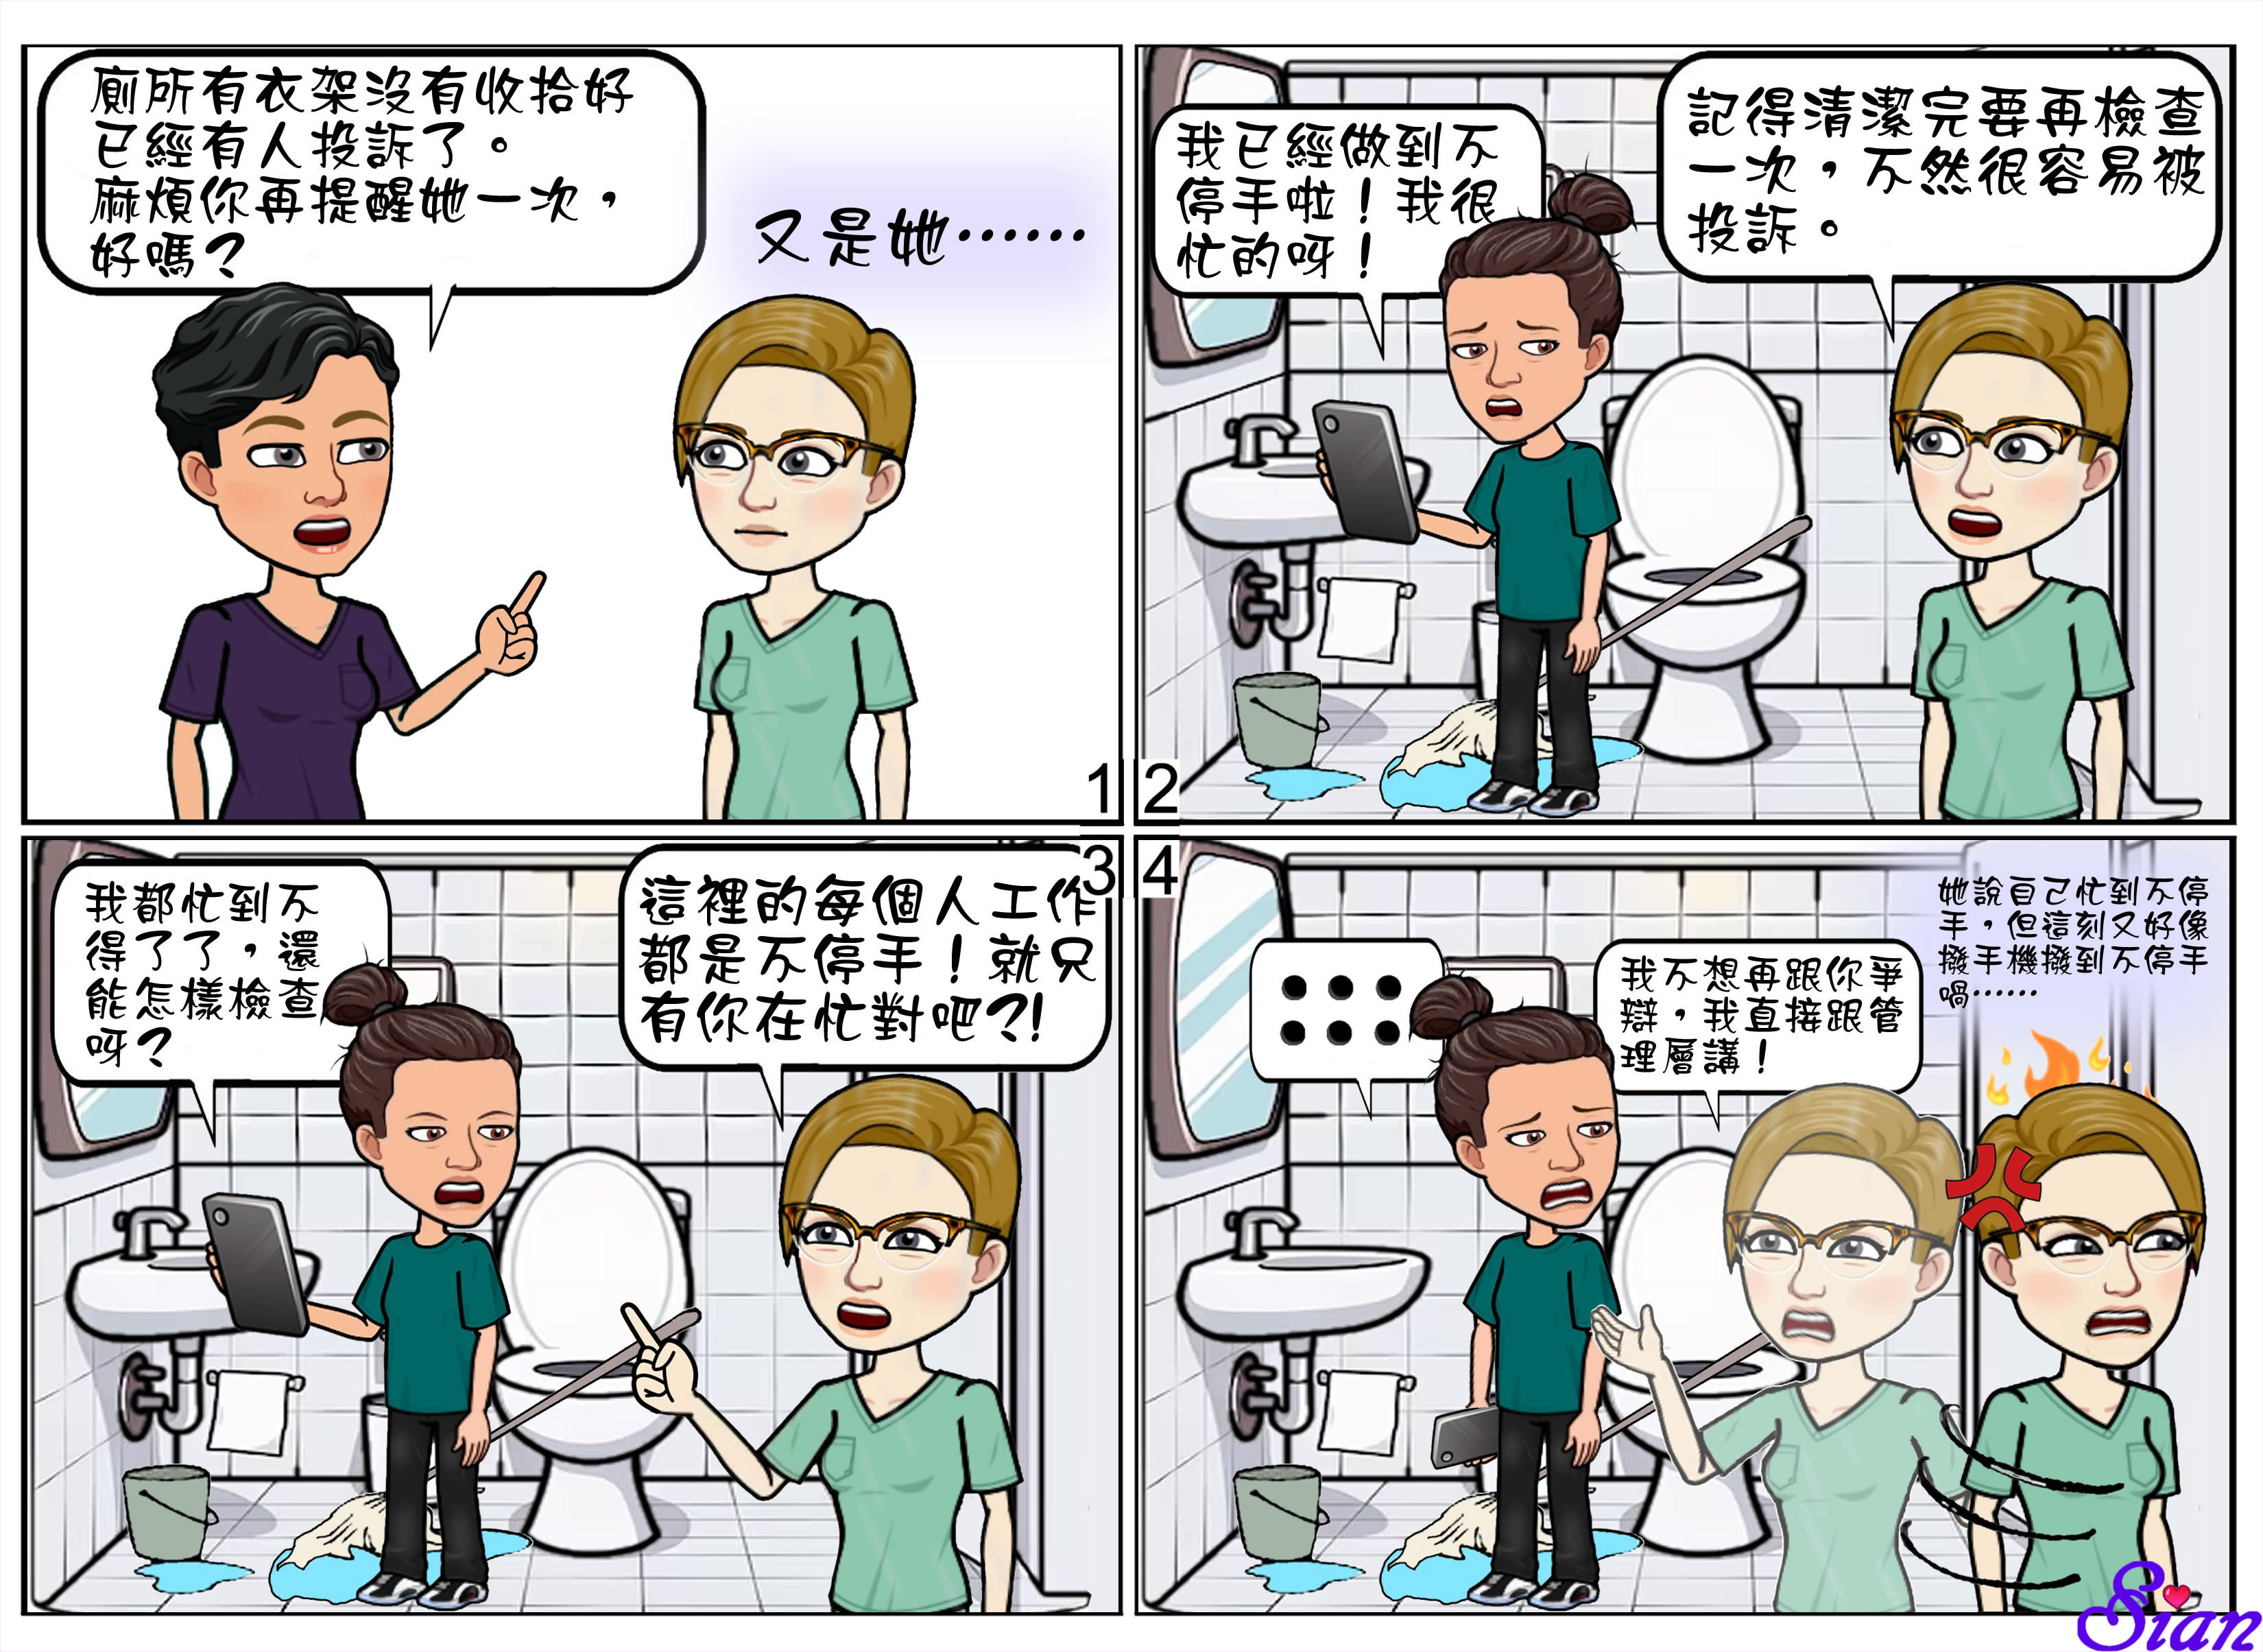 廁所有衣架沒有收拾好
已經有人投訴了。
麻煩你再提醒她一次，
好嗎？
又是她……
1
我已經做到不
停手啦！我很
忙的呀！
記得清潔完要再檢查
一次，不然很容易被
投訴。
2
我都忙到不
得了了，還
能怎樣檢查
呀？
這裡的每個人工作
都是不停手！就只
有你在忙對吧?!
3
4
我不想再跟你爭
辯，我直接跟管
理層講！
她說自己忙到不停
手，但這刻又好像
撥手機撥到不停手
喎……
Sian